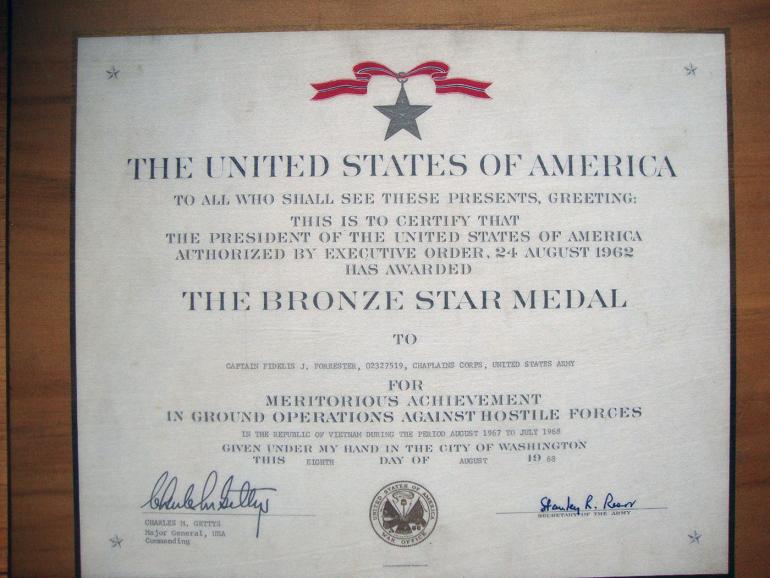 THE UNITED STATES OF AMERICA
TO ALL WHO SHALL SEE THESE PRESENTS, GREETING:
THIS IS TO CERTIFY THAT
THE PRESIDENT OF THE UNITED STATES OF AMERICA
AUTHORIZED BY EXECUTIVE ORDER, 24 AUGUST 1962
HAS AWARDED
THE BRONZE STAR MEDAL
TO
CAPTAIN FIDELIS J. FORRESTER, O2327519, CHAPLAINS CORPS, UNITED STATES ARMY
FOR
MERITORIOUS ACHIEVEMENT
IN GROUND OPERATIONS AGAINST HOSTILE FORCES
IN THE REPUBLIC OF VIETNAM DURING THE PERIOD AUGUST 1967 TO JULY 1968
GIVEN UNDER MY HAND IN THE CITY OF WASHINGTON
THIS EIGHTH DAY OF AUGUST 19 68
Charles M. Gettys
CHARLES M. GETTYS
Major General, USA
Commanding
UNITED STATES OF AMERICA
WAR OFFICE
Stanley R. Resor
SECRETARY OF THE ARMY